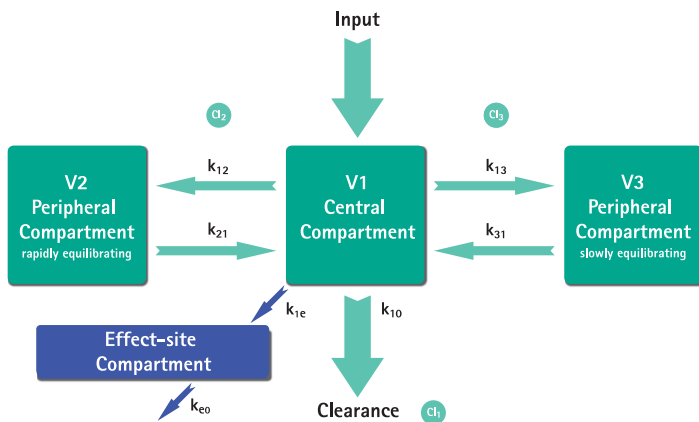 Input
Cl₂
Cl₃
k₁₂
k₁₃
V2
Peripheral
Compartment
rapidly equilibrating
V1
Central
Compartment
V3
Peripheral
Compartment
slowly equilibrating
k₂₁
k₃₁
k₁ₑ
k₁₀
Effect-site
Compartment
kₑ₀
Clearance
Cl₁